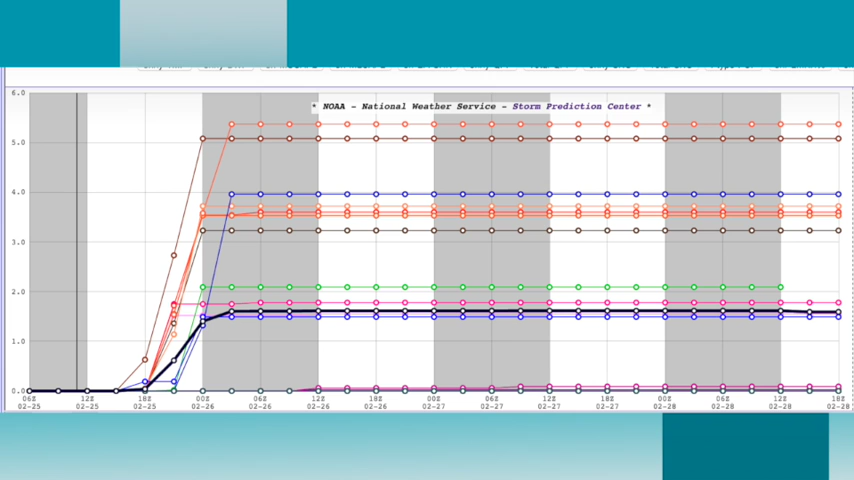 * NOAA - National Weather Service - Storm Prediction Center *
6.0
5.0
4.0
3.0
2.0
1.0
0.0
06Z 12Z 18Z 00Z 06Z 12Z 18Z 00Z 06Z 12Z 18Z 00Z 06Z 12Z 18Z
02-25 02-25 02-25 02-26 02-26 02-26 02-26 02-27 02-27 02-27 02-27 02-28 02-28 02-28 02-28